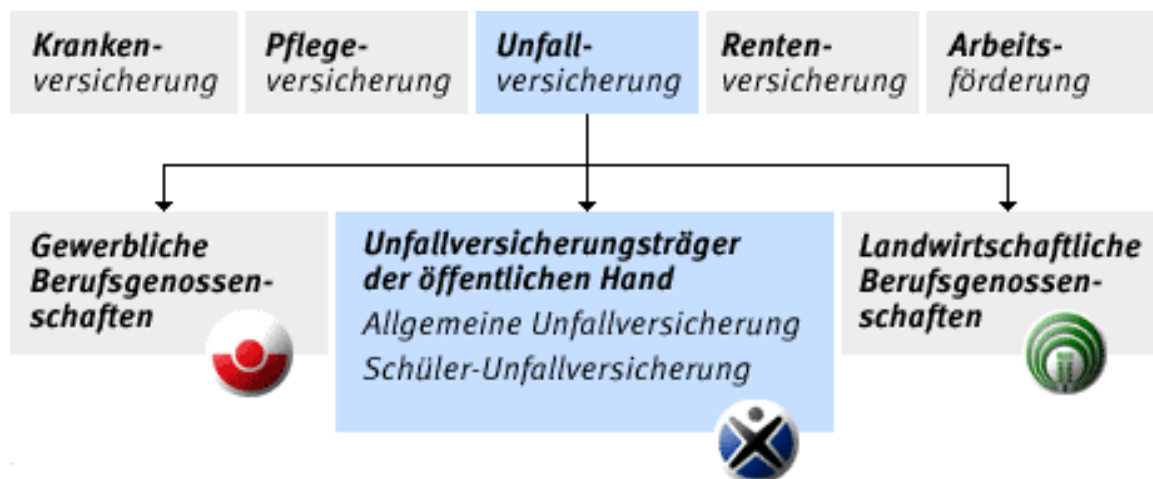 Kranken-
versicherung
Pflege-
versicherung
Unfall-
versicherung
Renten-
versicherung
Arbeits-
förderung
Gewerbliche
Berufsgenossen-
schaften
Unfallversicherungsträger
der öffentlichen Hand
Allgemeine Unfallversicherung
Schüler-Unfallversicherung
Landwirtschaftliche
Berufsgenossen-
schaften